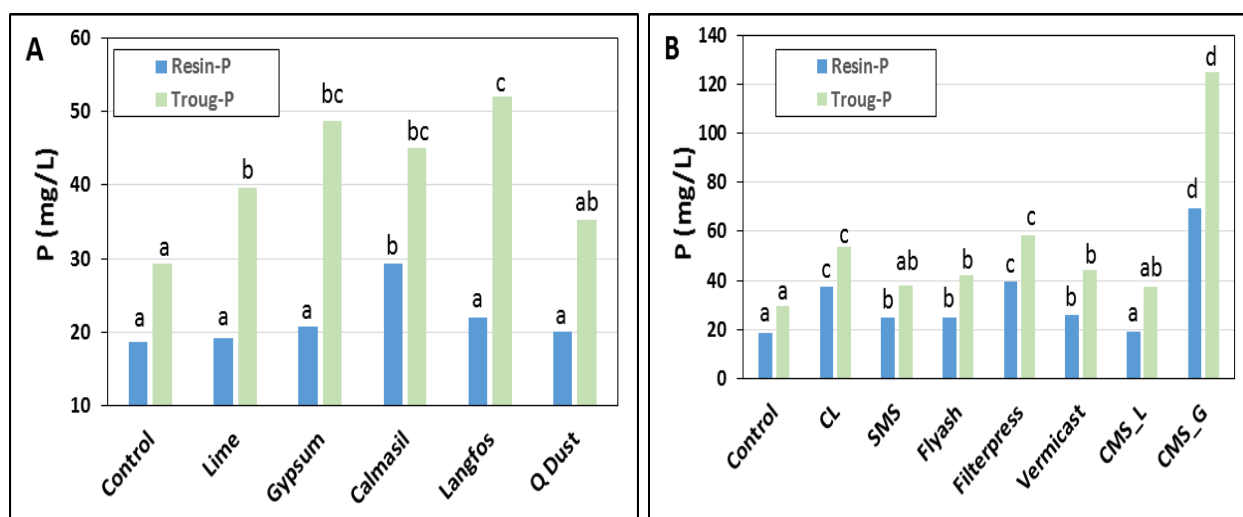 A
Resin-P
Troug-P
P (mg/L)
60
50
40
30
20
10
a
a
a
b
a
bc
b
bc
a
c
a
ab
Control
Lime
Gypsum
Calmasil
Langfos
Q Dust
B
Resin-P
Troug-P
P (mg/L)
140
120
100
80
60
40
20
0
a
a
c
c
b
ab
b
b
c
c
b
b
a
ab
d
d
Control
CL
SMS
Flyash
Filterpress
Vermicast
CMS_L
CMS_G